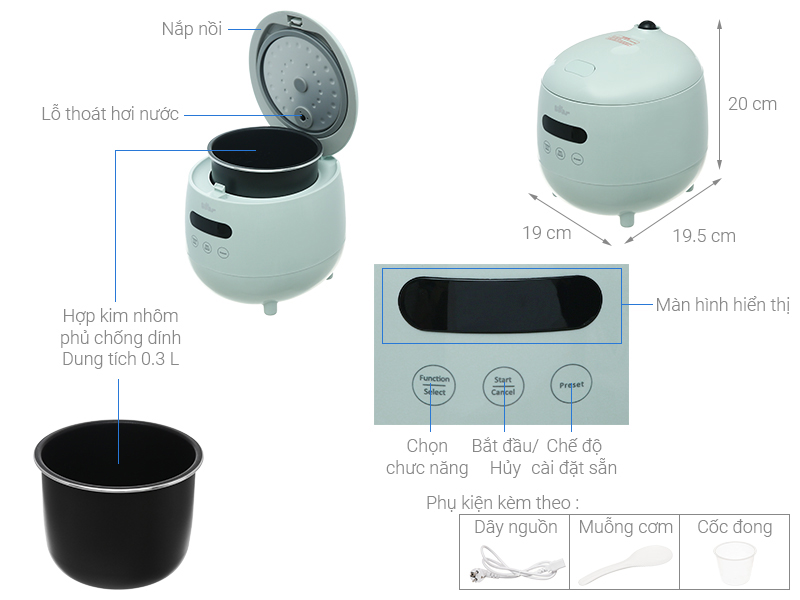 Nắp nồi
Lỗ thoát hơi nước
Hợp kim nhôm
phủ chống dính
Dung tích 0.3 L
20 cm
19 cm
19.5 cm
Màn hình hiển thị
Function
Select
Start
Cancel
Preset
Chọn
chưc năng
Bắt đầu/
Hủy
Chế độ
cài đặt sẵn
Phụ kiện kèm theo :
Dây nguồn
Muỗng cơm
Cốc đong